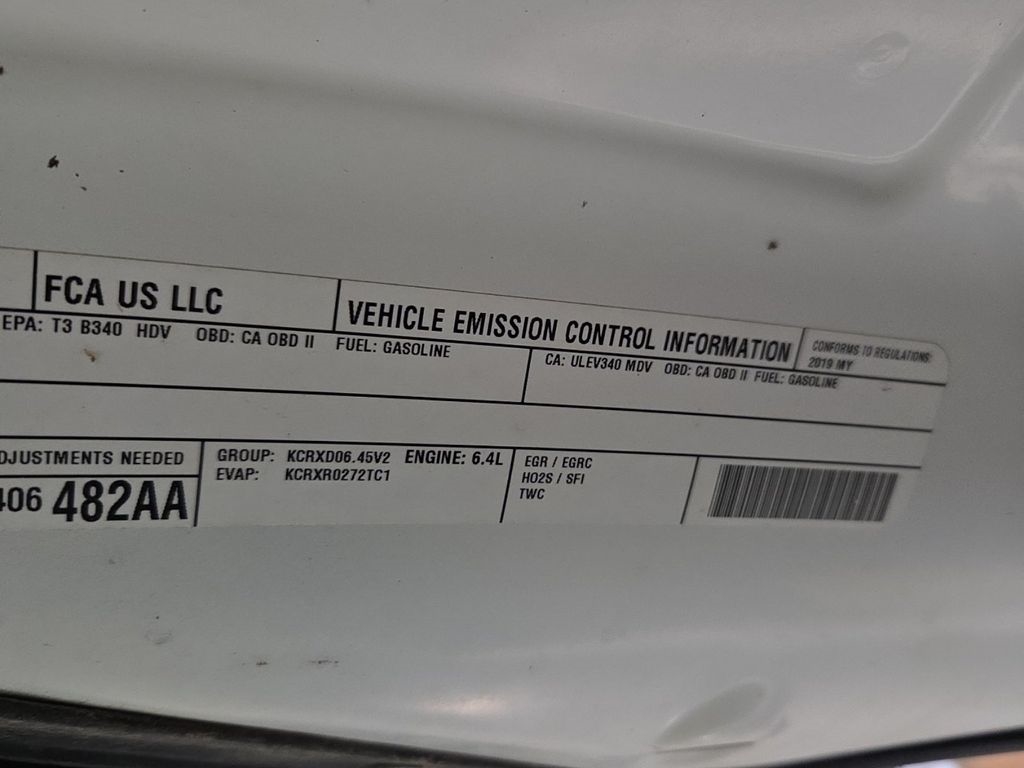 FCA US LLC
VEHICLE EMISSION CONTROL INFORMATION
CONFORMS TO REGULATIONS:
2019 MY
EPA: T3 B340 HDV OBD: CA OBD II FUEL: GASOLINE
CA: ULEV340 MDV OBD: CA OBD II FUEL: GASOLINE
DJUSTMENTS NEEDED
406 482AA
GROUP: KCRXD06.45V2 ENGINE: 6.4L
EVAP: KCRXR0272TC1
EGR / EGRC
HO2S / SFI
TWC